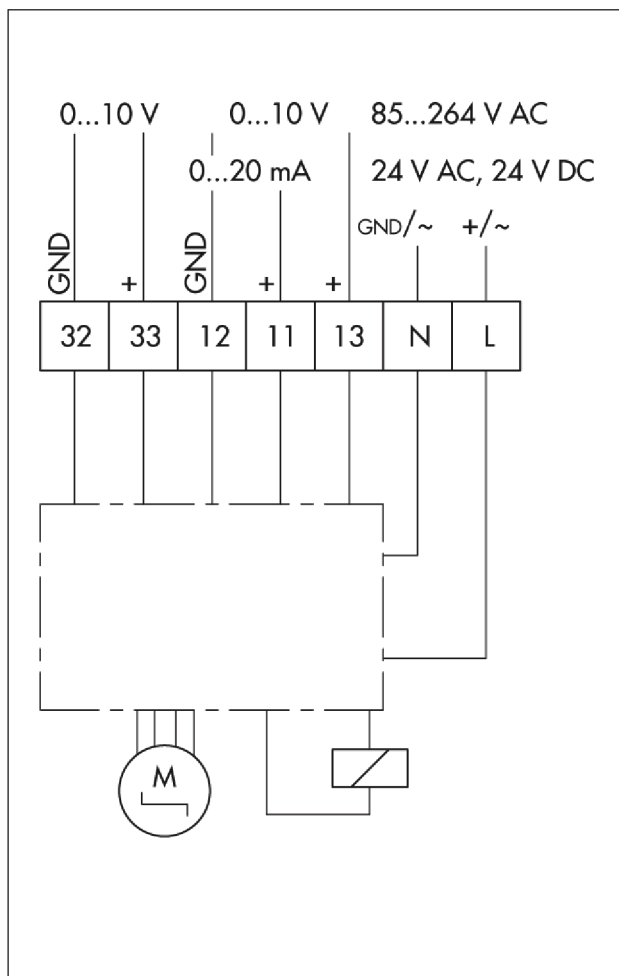 0...10 V 0...10 V 85...264 V AC
0...20 mA 24 V AC, 24 V DC
GND/~ +/~
GND + GND + +
32 33 12 11 13 N L
M